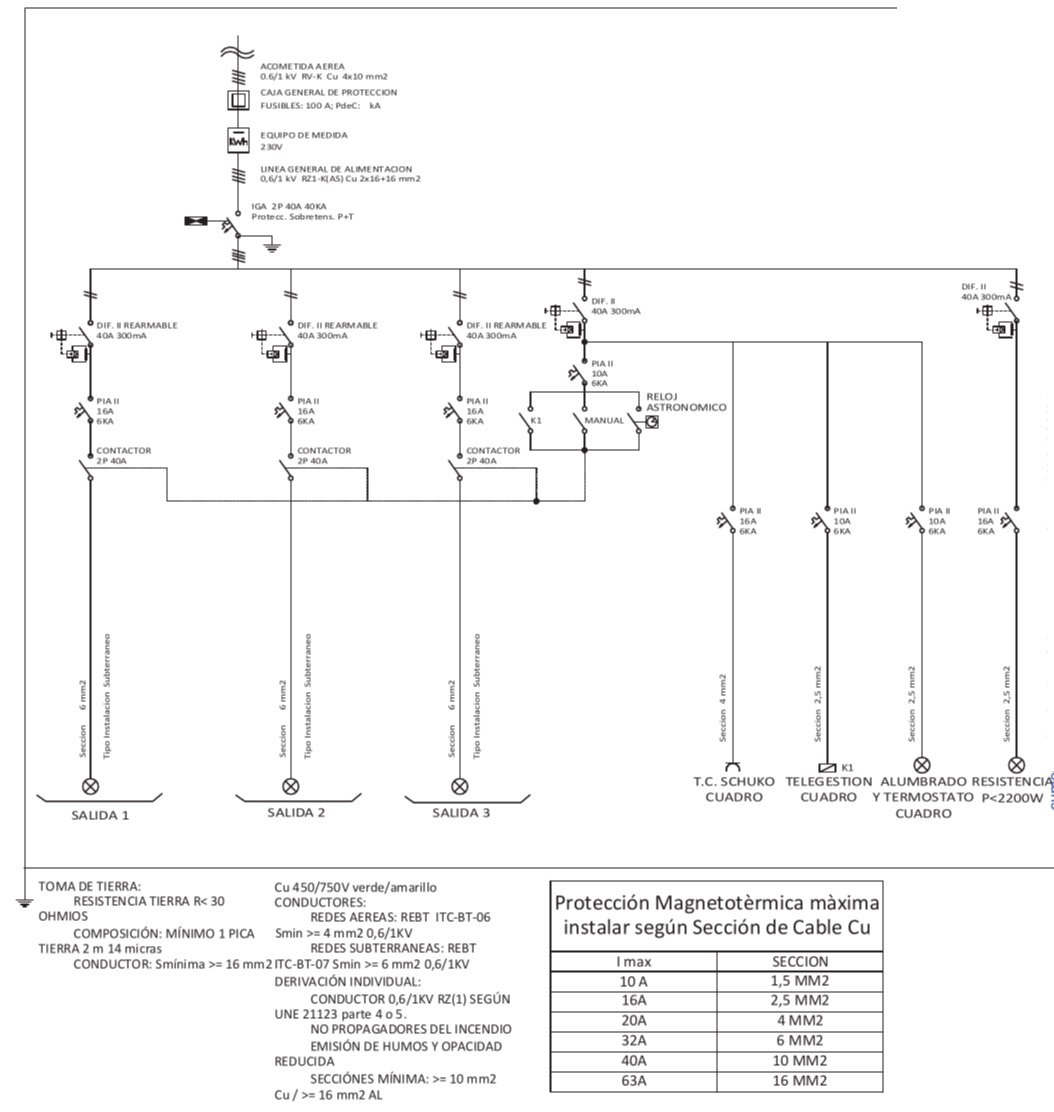 ACOMETIDA AEREA
0.6/1 kV RV-K Cu 4x10 mm2
CAJA GENERAL DE PROTECCION
FUSIBLES: 100 A; PdeC: kA
KWh
EQUIPO DE MEDIDA
230V
LINEA GENERAL DE ALIMENTACION
0,6/1 kV RZ1-K(AS) Cu 2x16+16 mm2
IGA 2P 40A 40KA
Protecc. Sobretens. P+T
DIF. II REARMABLE
40A 300mA
PIA II
16A
6KA
CONTACTOR
2P 40A
Seccion 6 mm2
Tipo Instalacion Subterraneo
SALIDA 1
DIF. II REARMABLE
40A 300mA
PIA II
16A
6KA
CONTACTOR
2P 40A
Seccion 6 mm2
Tipo Instalacion Subterraneo
SALIDA 2
DIF. II REARMABLE
40A 300mA
PIA II
16A
6KA
CONTACTOR
2P 40A
Seccion 6 mm2
Tipo Instalacion Subterraneo
SALIDA 3
DIF. II
40A 300mA
PIA II
10A
6KA
K1
MANUAL
RELOJ
ASTRONOMICO
PIA II
16A
6KA
Seccion 4 mm2
T.C. SCHUKO
CUADRO
PIA II
10A
6KA
Seccion 2,5 mm2
K1
TELEGESTION
CUADRO
PIA II
10A
6KA
Seccion 2,5 mm2
ALUMBRADO
Y TERMOSTATO
CUADRO
DIF. II
40A 300mA
PIA II
16A
6KA
Seccion 2,5 mm2
RESISTENCIA
P<2200W
TOMA DE TIERRA:
RESISTENCIA TIERRA R< 30
OHMIOS
COMPOSICIÓN: MÍNIMO 1 PICA
TIERRA 2 m 14 micras
CONDUCTOR: Smínima >= 16 mm2
Cu 450/750V verde/amarillo
CONDUCTORES:
REDES AEREAS: REBT ITC-BT-06
Smin >= 4 mm2 0,6/1KV
REDES SUBTERRANEAS: REBT
ITC-BT-07 Smin >= 6 mm2 0,6/1KV
DERIVACIÓN INDIVIDUAL:
CONDUCTOR 0,6/1KV RZ(1) SEGÚN
UNE 21123 parte 4 o 5.
NO PROPAGADORES DEL INCENDIO
EMISIÓN DE HUMOS Y OPACIDAD
REDUCIDA
SECCIÓNES MÍNIMA: >= 10 mm2
Cu / >= 16 mm2 AL
Protección Magnetotèrmica màxima
instalar según Sección de Cable Cu
I max SECCION
10 A 1,5 MM2
16A 2,5 MM2
20A 4 MM2
32A 6 MM2
40A 10 MM2
63A 16 MM2